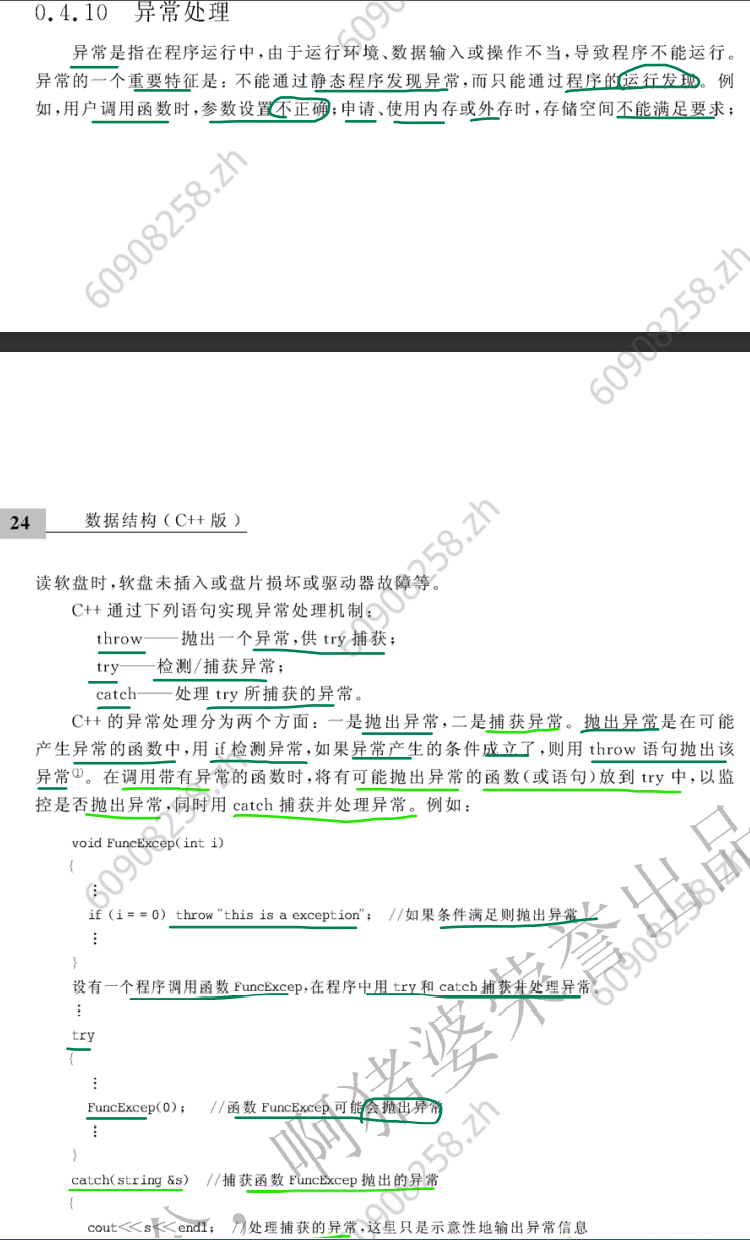 0.4.10 异常处理
异常是指在程序运行中,由于运行环境、数据输入或操作不当,导致程序不能运行。
异常的一个重要特征是:不能通过静态程序发现异常,而只能通过程序的运行发现。例
如,用户调用函数时,参数设置不正确;申请、使用内存或外存时,存储空间不能满足要求;
60908258.zh
60908258.zh
24 数据结构(C++ 版)
读软盘时,软盘未插入或盘片损坏或驱动器故障等。
C++ 通过下列语句实现异常处理机制:
throw——抛出一个异常,供 try 捕获;
try——检测/捕获异常;
catch——处理 try 所捕获的异常。
C++ 的异常处理分为两个方面:一是抛出异常,二是捕获异常。抛出异常是在可能
产生异常的函数中,用 if 检测异常,如果异常产生的条件成立了,则用 throw 语句抛出该
异常①。在调用带有异常的函数时,将有可能抛出异常的函数(或语句)放到 try 中,以监
控是否抛出异常,同时用 catch 捕获并处理异常。例如:
void FuncExcep(int i)
{
⋮
if (i==0) throw "this is a exception"; //如果条件满足则抛出异常
⋮
}
设有一个程序调用函数 FuncExcep,在程序中用 try 和 catch 捕获并处理异常。
⋮
try
{
⋮
FuncExcep(0); //函数 FuncExcep 可能会抛出异常
⋮
}
catch(string &s) //捕获函数 FuncExcep 抛出的异常
{
cout<<s<<endl; //处理捕获的异常,这里只是示意性地输出异常信息
60908258.zh
60908258.zh
60908258.zh
60908258.zh
啊猪婆荣誉出品